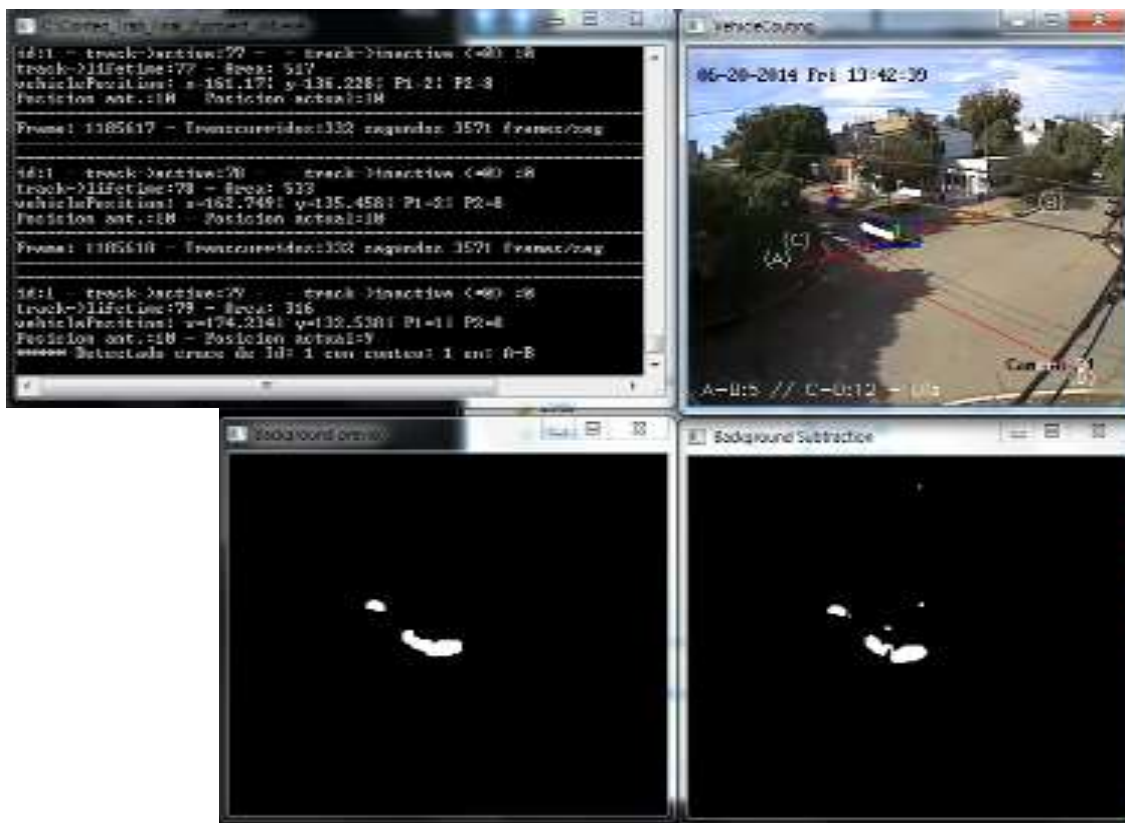 id:1 - track->active:77 - - track->inactive (=0) :0
track->lifetime:77 - Area: 517
vehiclePosition: x=161.17; y=136.228; P1=2; P2=8
Posicion ant.:10 Posicion actual:10
Frame: 1185617 - Transcurridos:332 segundos 3571 frames/seg
id:1 track->active:78 track->inactive (=0) :0
track->lifetime:78 - Area: 533
vehiclePosition: x=162.749; y=135.458; P1=2; P2=8
Posicion ant.:10 - Posicion actual:10
Frame: 1185618 - Transcurridos:332 segundos 3571 frames/seg
id:1 track->active:79 track->inactive (=0) :0
track->lifetime:79 - Area: 316
vehiclePosition: x=174.234; y=132.538; P1=1; P2=8
Posicion ant.:10 - Posicion actual:9
****** Detectado cruce de Id: 1 con conteo: 1 en: A-B
VehicleCouting
06-20-2014 Fri 13:42:39
(B)
(C)
(A)
A-B:5 // C-D:12
Background
Background Subtraction